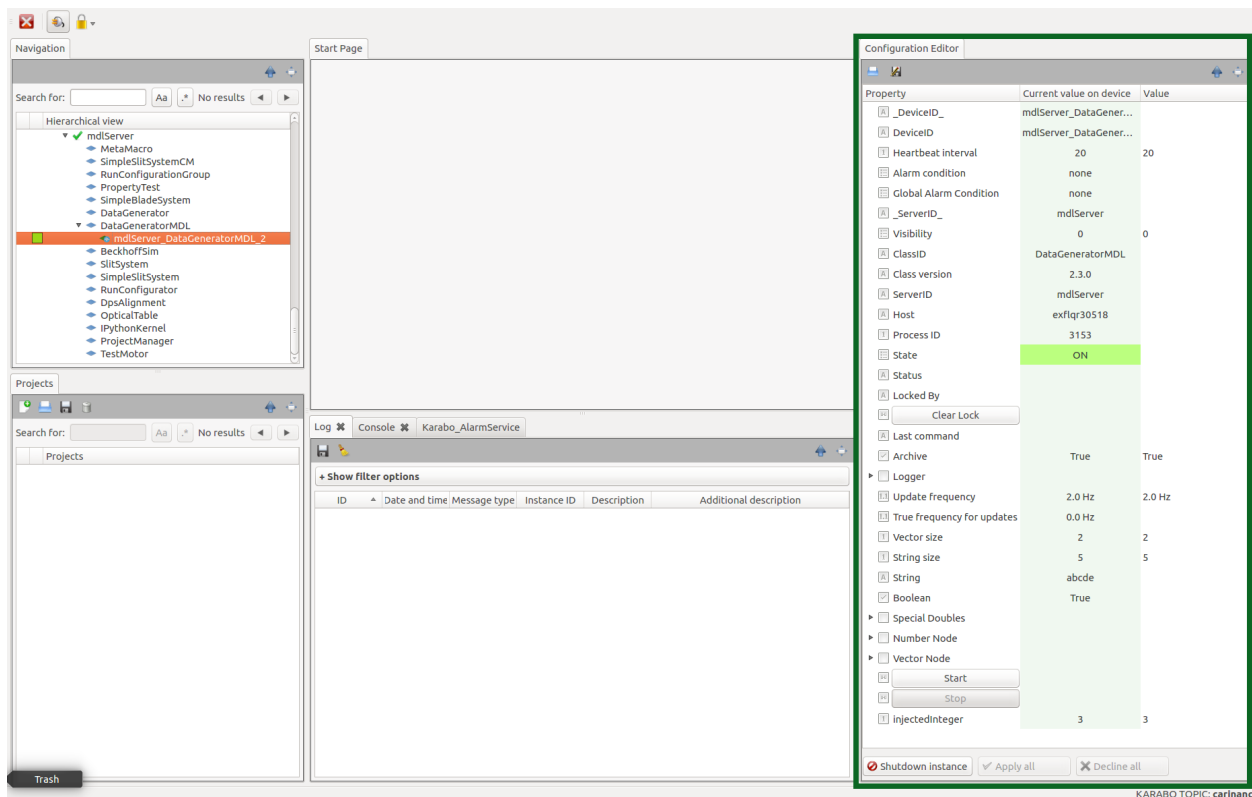 Navigation
Search for:
Aa
.*
No results
Hierarchical view
mdlServer
MetaMacro
SimpleSlitSystemCM
RunConfigurationGroup
PropertyTest
SimpleBladeSystem
DataGenerator
DataGeneratorMDL
mdlServer_DataGeneratorMDL_2
BeckhoffSim
SlitSystem
SimpleSlitSystem
RunConfigurator
DpsAlignment
OpticalTable
IPythonKernel
ProjectManager
TestMotor
Projects
Search for:
Aa
.*
No results
Projects
Trash
Start Page
Log Console Karabo_AlarmService
+ Show filter options
ID Date and time Message type Instance ID Description Additional description
Configuration Editor
Property Current value on device Value
_DeviceID_ mdlServer_DataGener...
DeviceID mdlServer_DataGener...
Heartbeat interval 20 20
Alarm condition none
Global Alarm Condition none
_ServerID_ mdlServer
Visibility 0 0
ClassID DataGeneratorMDL
Class version 2.3.0
ServerID mdlServer
Host exflqr30518
Process ID 3153
State ON
Status
Locked By
Clear Lock
Last command
Archive True True
Logger
Update frequency 2.0 Hz 2.0 Hz
True frequency for updates 0.0 Hz
Vector size 2 2
String size 5 5
String abcde
Boolean True
Special Doubles
Number Node
Vector Node
Start
Stop
injectedInteger 3 3
Shutdown instance Apply all Decline all
KARABO TOPIC: carinanc